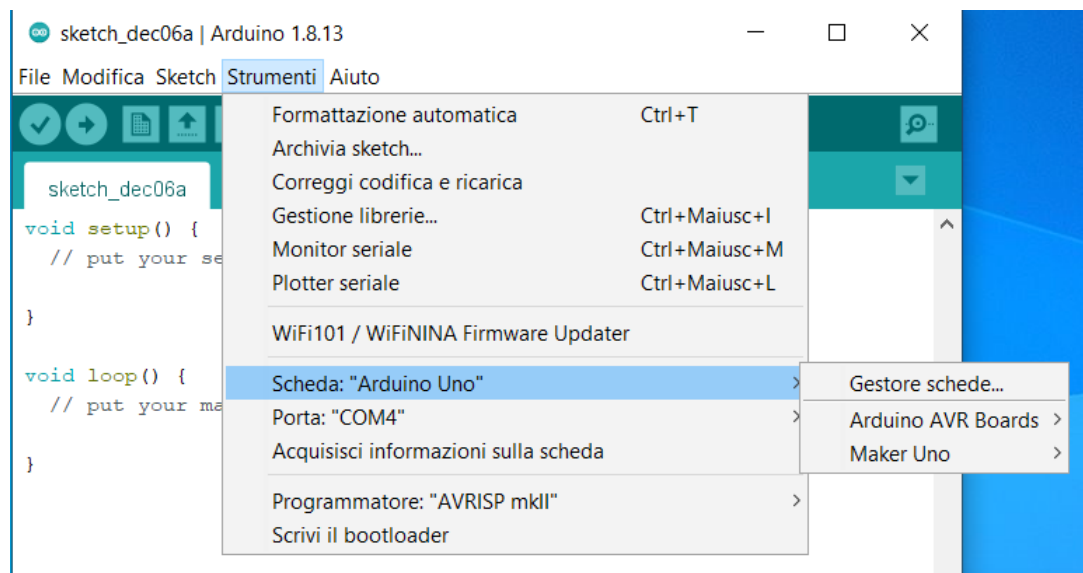 sketch_dec06a | Arduino 1.8.13
File Modifica Sketch Strumenti Aiuto
sketch_dec06a
void setup() {
// put your se
}
void loop() {
// put your ma
}
Formattazione automatica Ctrl+T
Archivia sketch...
Correggi codifica e ricarica
Gestione librerie... Ctrl+Maiusc+I
Monitor seriale Ctrl+Maiusc+M
Plotter seriale Ctrl+Maiusc+L
WiFi101 / WiFiNINA Firmware Updater
Scheda: "Arduino Uno"
Porta: "COM4"
Acquisisci informazioni sulla scheda
Programmatore: "AVRISP mkII"
Scrivi il bootloader
Gestore schede...
Arduino AVR Boards
Maker Uno